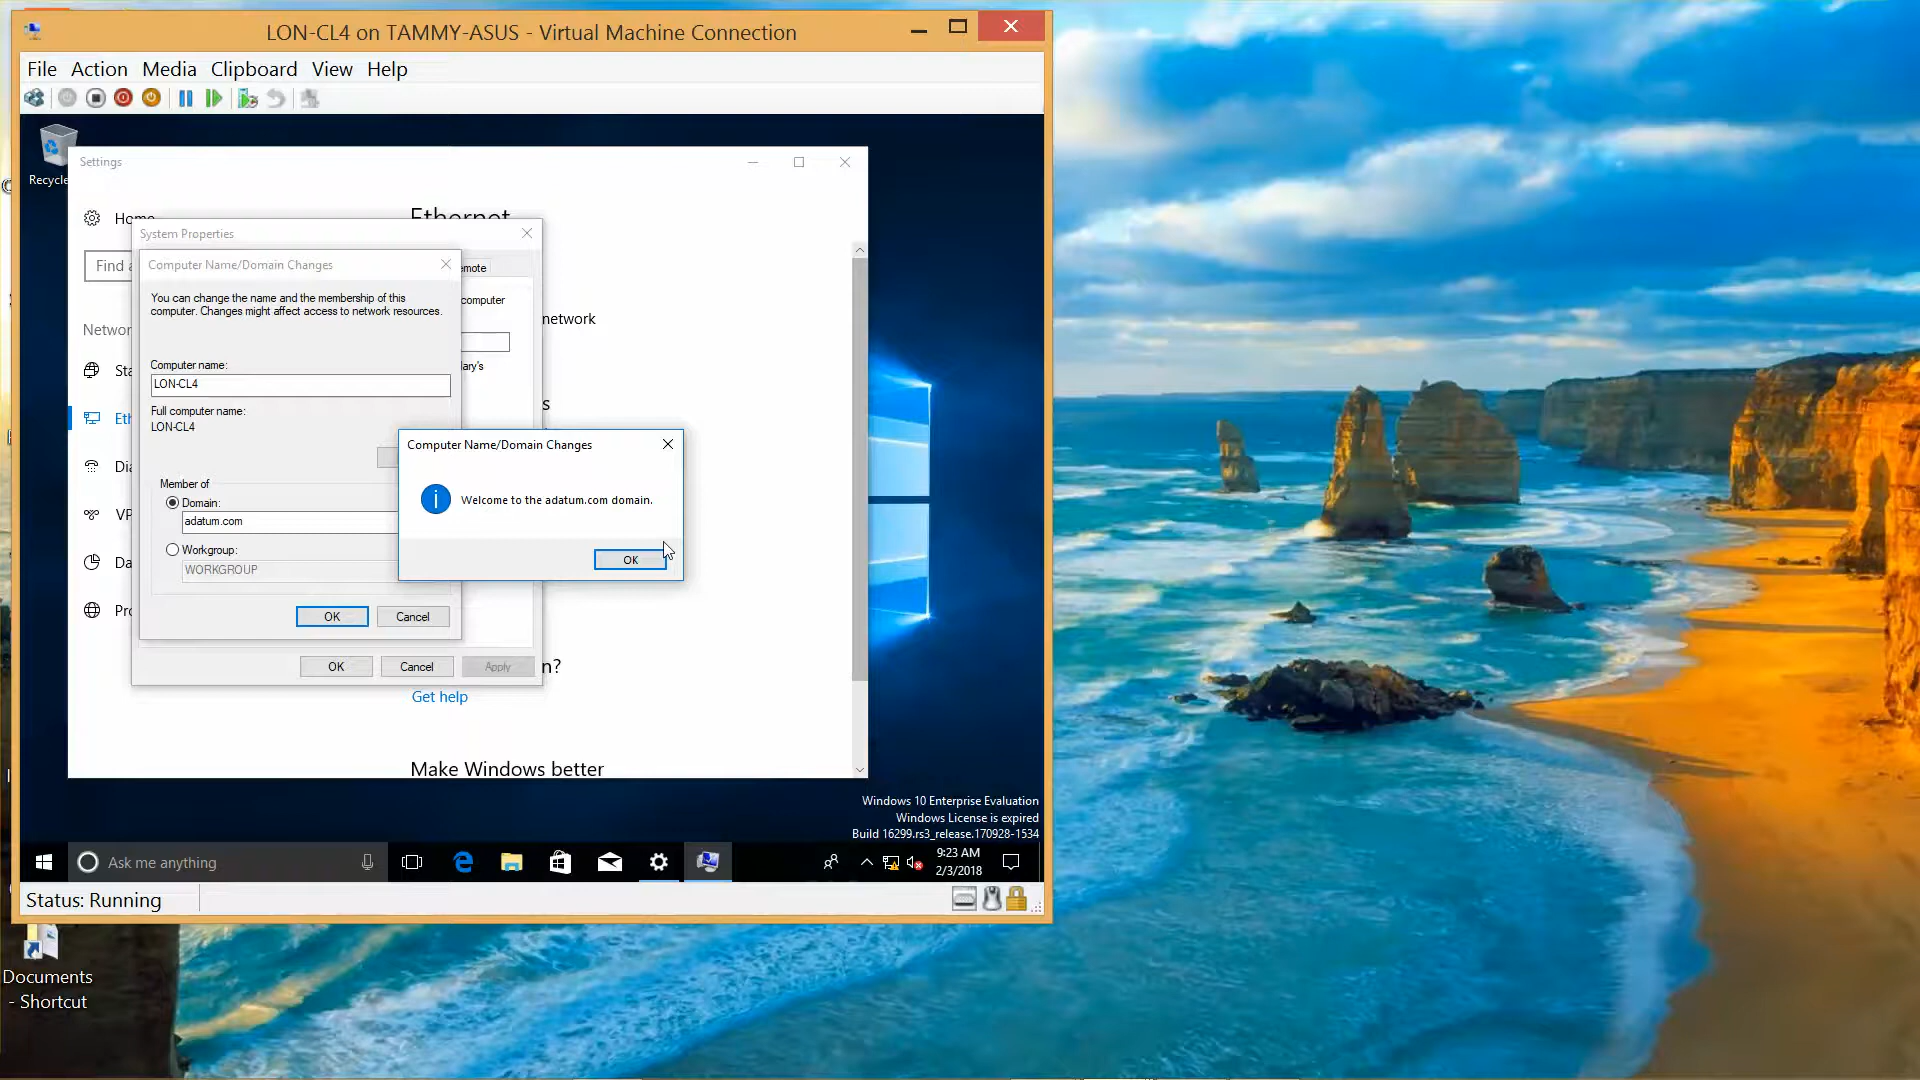 LON-CL4 on TAMMY-ASUS - Virtual Machine Connection
File Action Media Clipboard View Help
Recycle
Settings
Home
Ethernet
System Properties
Computer Name/Domain Changes
emote
Find a
You can change the name and the membership of this
computer. Changes might affect access to network resources.
computer
network
Networ
Computer name:
lary's
Sta
LON-CL4
Full computer name:
LON-CL4
s
Eth
Computer Name/Domain Changes
Dia
Member of
Domain:
adatum.com
Welcome to the adatum.com domain.
VP
Workgroup:
WORKGROUP
OK
Da
Pro
OK Cancel
OK Cancel Apply
n?
Get help
Make Windows better
Windows 10 Enterprise Evaluation
Windows License is expired
Build 16299.rs3_release.170928-1534
Ask me anything
9:23 AM
2/3/2018
Status: Running
Documents
- Shortcut